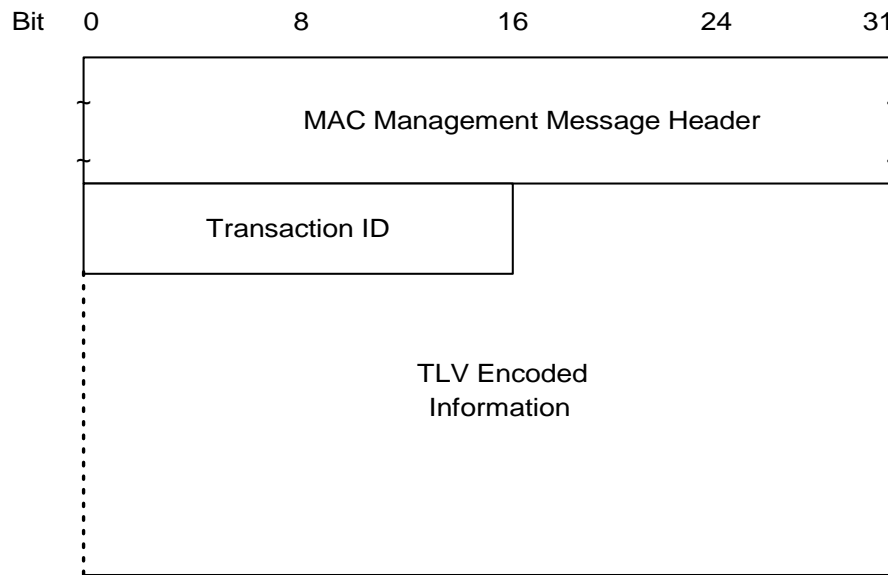 Bit 0 8 16 24 31
MAC Management Message Header
Transaction ID
TLV Encoded
Information